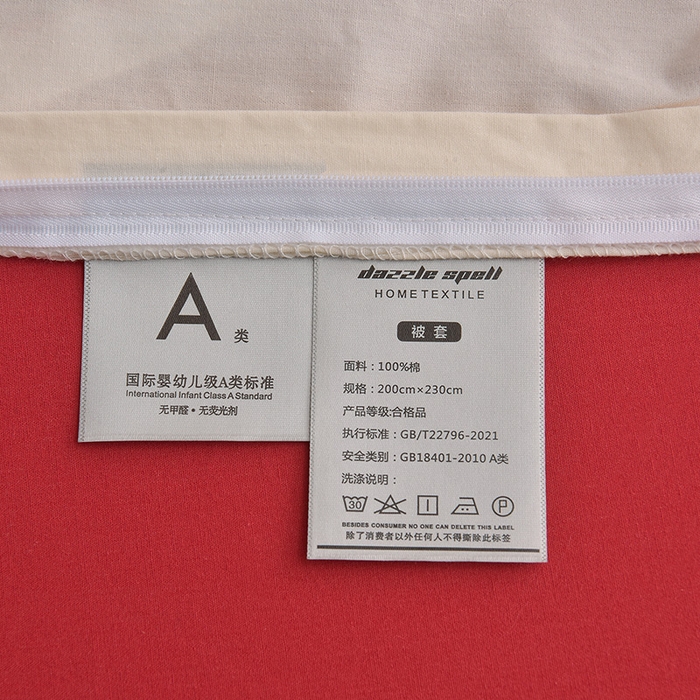 A类
国际婴幼儿级A类标准
International Infant Class A Standard
无甲醛·无荧光剂
dazzle spell
HOMETEXTILE
被套
面料：100%棉
规格：200cm×230cm
产品等级:合格品
执行标准：GB/T22796-2021
安全类别：GB18401-2010 A类
洗涤说明：
30 P
BESIDES CONSUMER NO ONE CAN DELETE THIS LABEL
除了消费者以外任何人不得撕除此标签